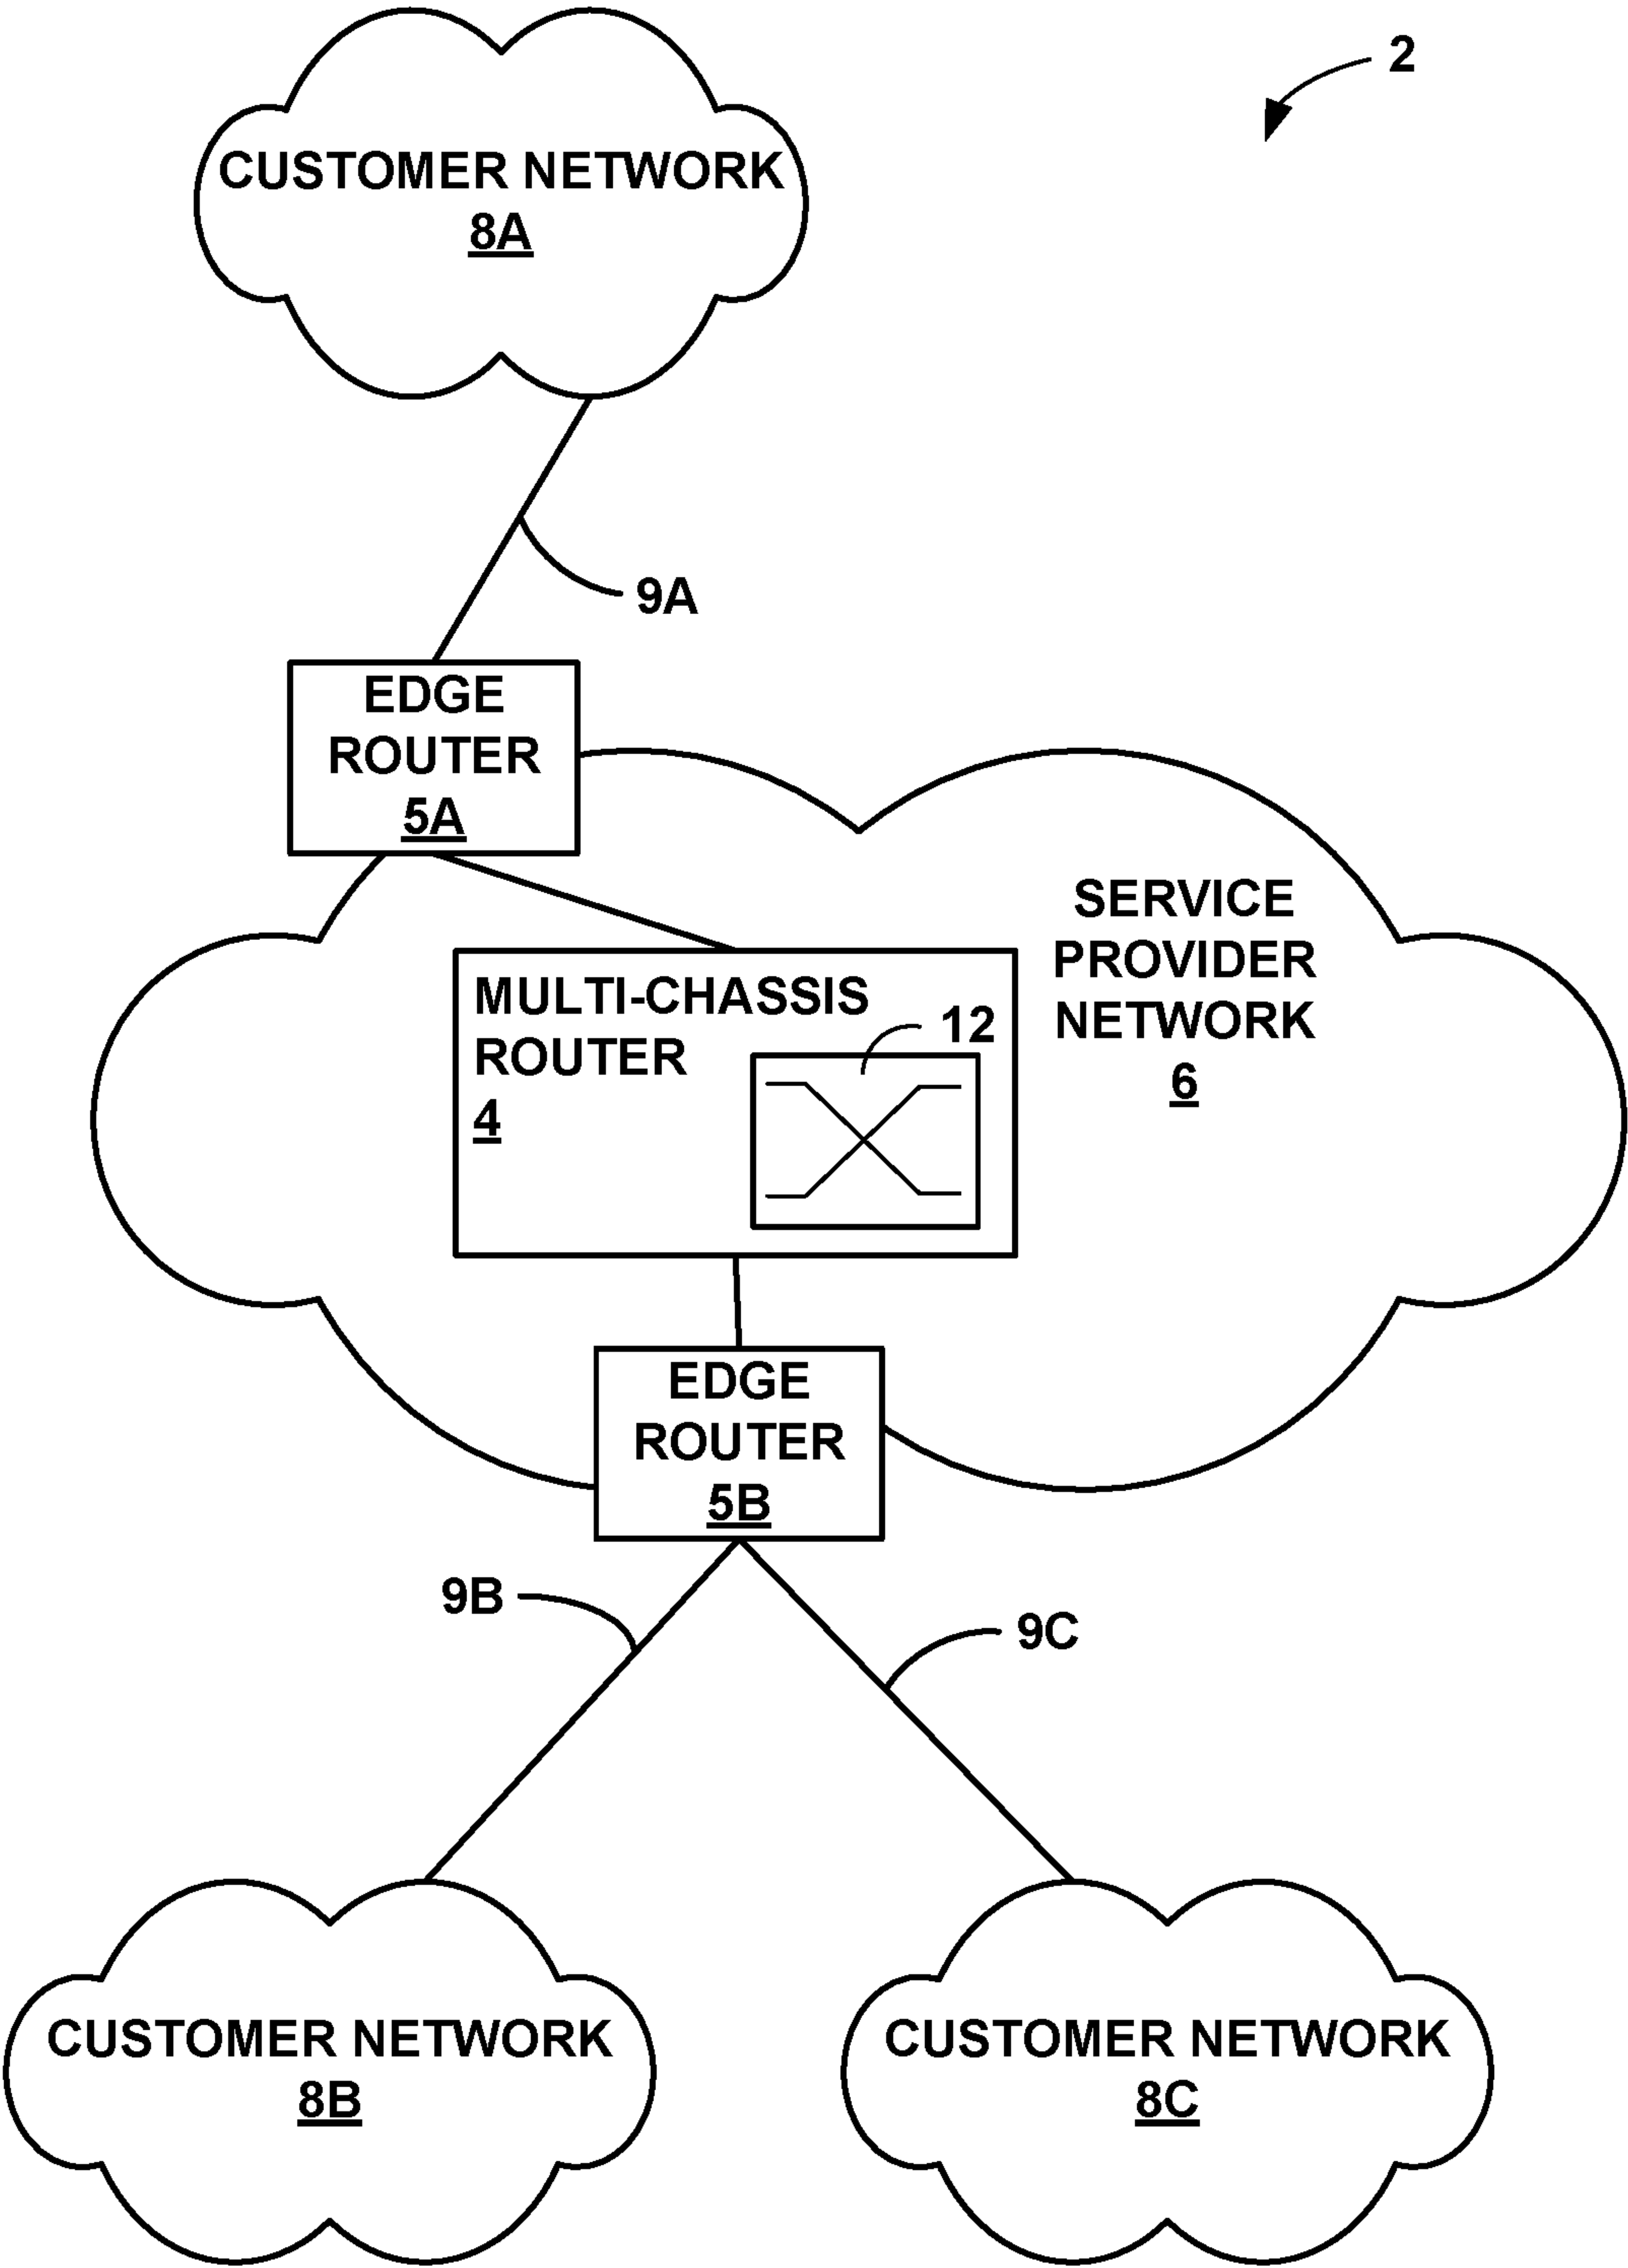 2
CUSTOMER NETWORK
8A
9A
EDGE
ROUTER
5A
SERVICE
PROVIDER
NETWORK
6
MULTI-CHASSIS
ROUTER
4
12
EDGE
ROUTER
5B
9B
9C
CUSTOMER NETWORK
8B
CUSTOMER NETWORK
8C